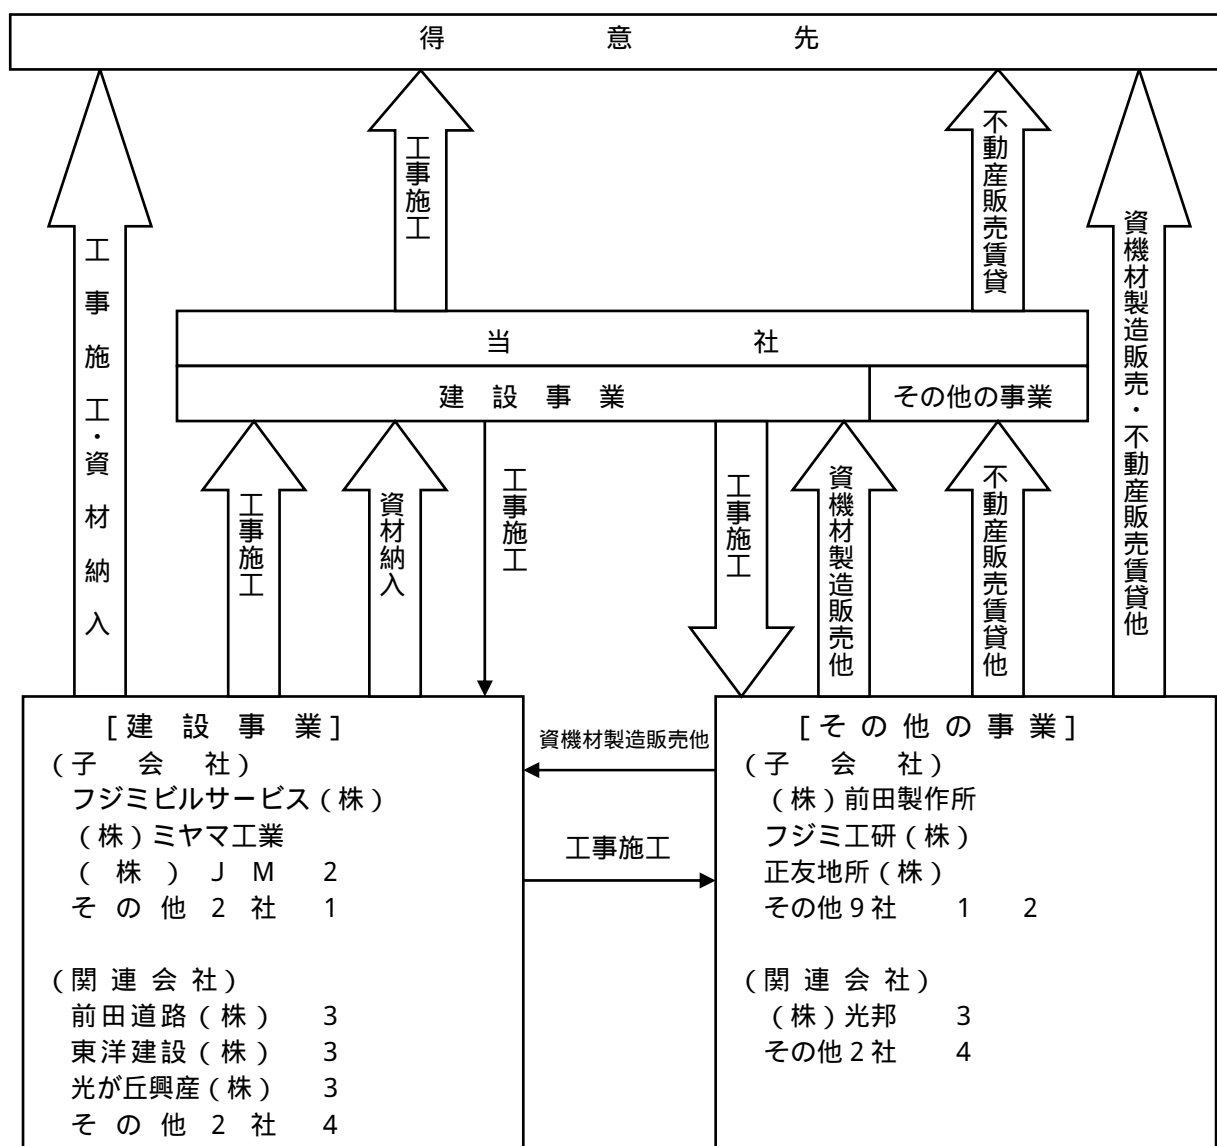 得意先
工事施工
不動産販売賃貸
工事施工・資材納入
資機材製造販売・不動産販売賃貸他
当社
建設事業
その他の事業
工事施工
資材納入
工事施工
工事施工
資機材製造販売他
不動産販売賃貸他
[建設事業]
(子会社)
フジミビルサービス(株)
(株)ミヤマ工業
(株)JM 2
その他2社 1
(関連会社)
前田道路(株) 3
東洋建設(株) 3
光が丘興産(株) 3
その他2社 4
資機材製造販売他
工事施工
[その他の事業]
(子会社)
(株)前田製作所
フジミ工研(株)
正友地所(株)
その他9社 1 2
(関連会社)
(株)光邦 3
その他2社 4